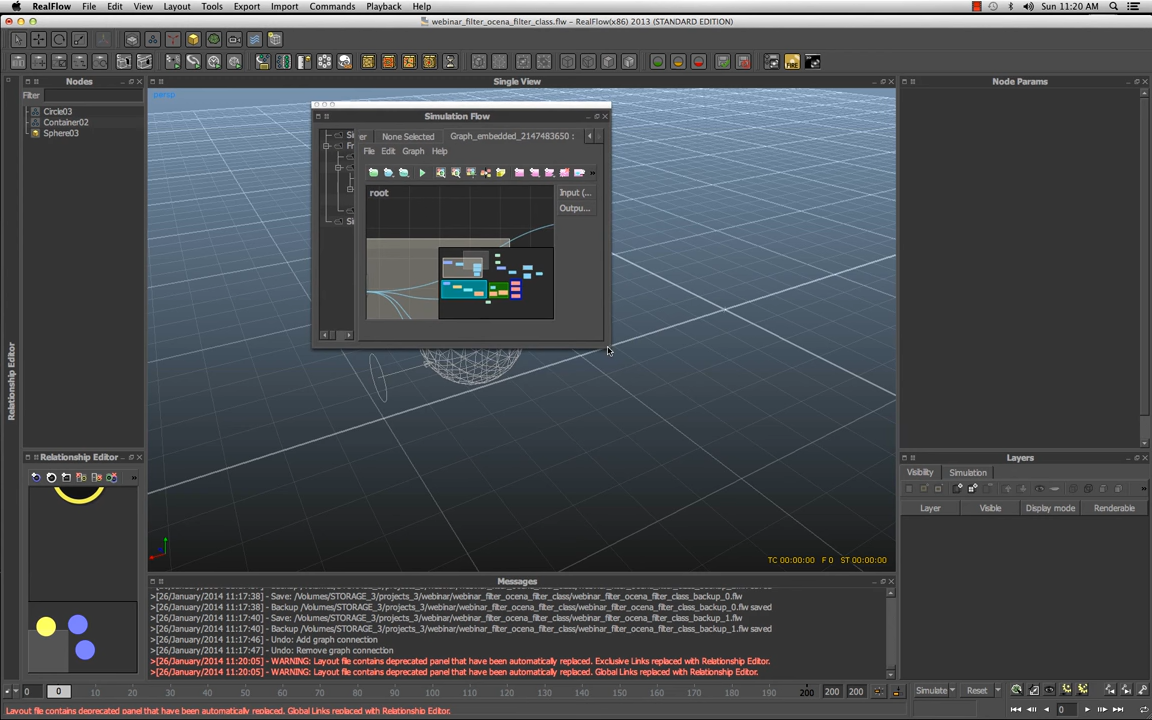 RealFlow File Edit View Layout Tools Export Import Commands Playback Help
Sun 11:20 AM
webinar_filter_ocena_filter_class.flw - RealFlow(x86) 2013 (STANDARD EDITION)
Nodes
Filter
Circle03
Container02
Sphere03
Single View
persp
Simulation Flow
None Selected
Graph_embedded_2147483650 :
File Edit Graph Help
root
Input (...
Outpu...
TC 00:00:00 F 0 ST 00:00:00
Node Params
Relationship Editor
Relationship Editor
Layers
Visibility Simulation
Layer Visible Display mode Renderable
Messages
>[26/January/2014 11:17:38] - Save: /Volumes/STORAGE_3/projects_3/webinar/webinar_filter_ocena_filter_class/webinar_filter_ocena_filter_class_backup_0.flw
>[26/January/2014 11:17:38] - Backup /Volumes/STORAGE_3/projects_3/webinar/webinar_filter_ocena_filter_class/webinar_filter_ocena_filter_class_backup_0.flw saved
>[26/January/2014 11:17:40] - Save: /Volumes/STORAGE_3/projects_3/webinar/webinar_filter_ocena_filter_class/webinar_filter_ocena_filter_class_backup_1.flw
>[26/January/2014 11:17:40] - Backup /Volumes/STORAGE_3/projects_3/webinar/webinar_filter_ocena_filter_class/webinar_filter_ocena_filter_class_backup_1.flw saved
>[26/January/2014 11:17:46] - Undo: Add graph connection
>[26/January/2014 11:17:47] - Undo: Remove graph connection
>[26/January/2014 11:20:05] - WARNING: Layout file contains deprecated panel that have been automatically replaced. Exclusive Links replaced with Relationship Editor.
>[26/January/2014 11:20:05] - WARNING: Layout file contains deprecated panel that have been automatically replaced. Global Links replaced with Relationship Editor.
0 0 10 20 30 40 50 60 70 80 90 100 110 120 130 140 150 160 170 180 190 200 200 200
Simulate Reset
Layout file contains deprecated panel that have been automatically replaced. Global Links replaced with Relationship Editor.
0